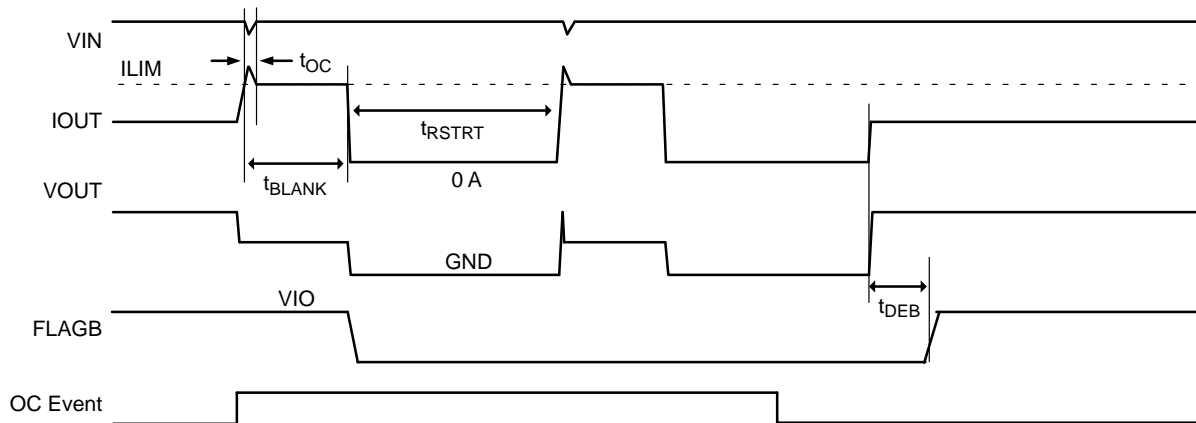 VIN
ILIM
tOC
IOUT
tRSTRT
tBLANK
0 A
VOUT
GND
VIO
tDEB
FLAGB
OC Event